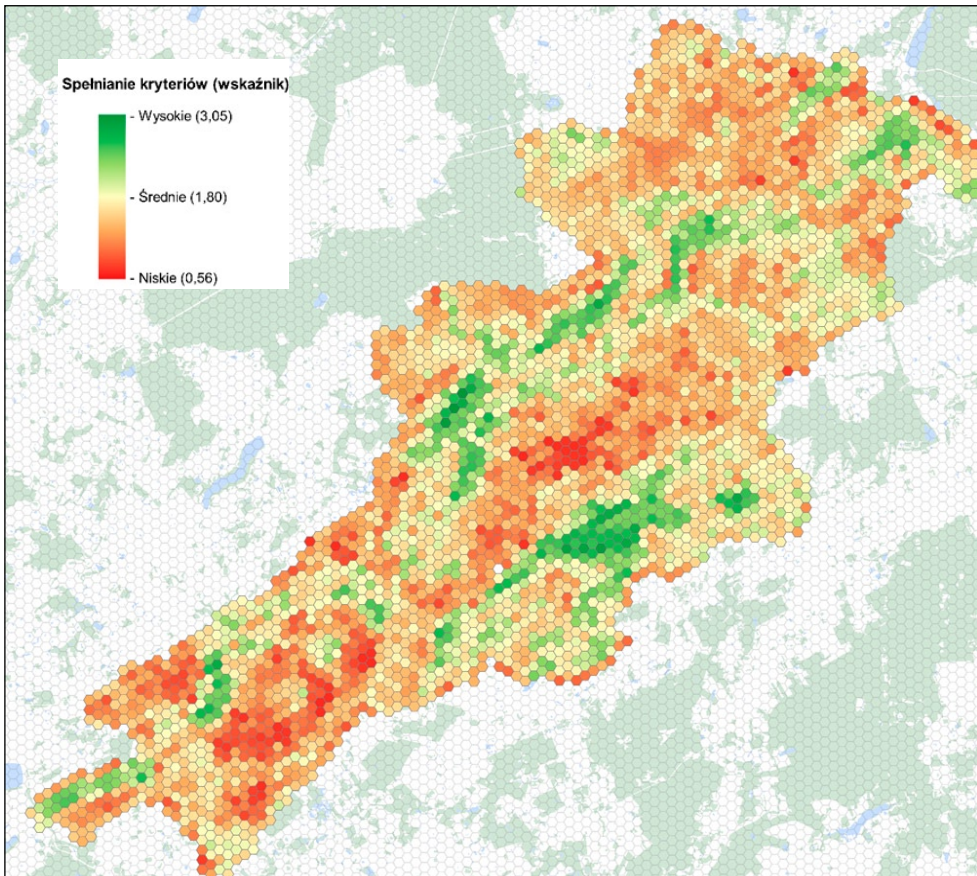 Spełnianie kryteriów (wskaźnik)
- Wysokie (3,05)
- Średnie (1,80)
- Niskie (0,56)